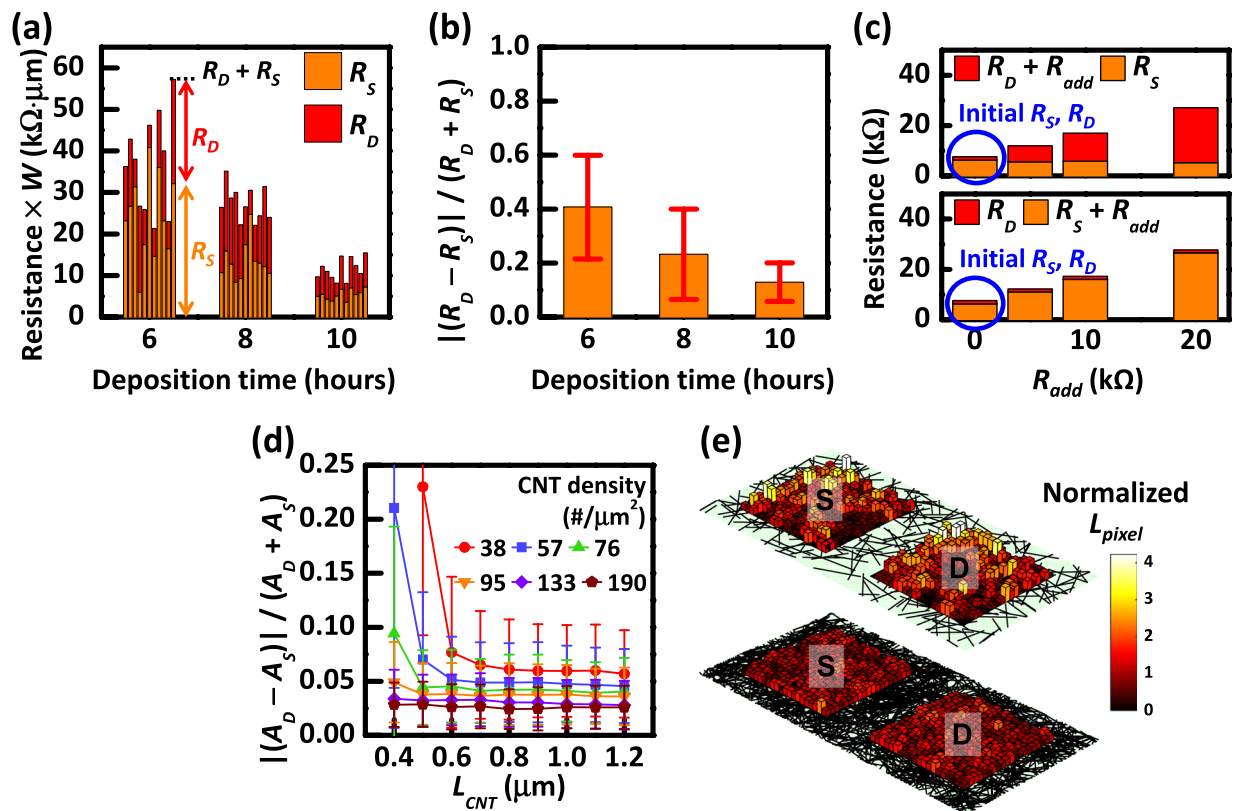 (a)
60
50
40
30
20
10
0
Resistance × W (kΩ·μm)
R_D + R_S
R_S
R_D
R_D
R_S
6 8 10
Deposition time (hours)
(b)
1.0
0.8
0.6
0.4
0.2
0.0
|(R_D − R_S)| / (R_D + R_S)
6 8 10
Deposition time (hours)
(c)
R_D + R_add R_S
Initial R_S, R_D
40
20
0
Resistance (kΩ)
R_D R_S + R_add
Initial R_S, R_D
40
20
0
0 10 20
R_add (kΩ)
(d)
0.25
0.20
0.15
0.10
0.05
0.00
|(A_D − A_S)| / (A_D + A_S)
CNT density
(#/μm²)
38 57 76
95 133 190
0.4 0.6 0.8 1.0 1.2
L_CNT (μm)
(e)
S
D
S
D
Normalized
L_pixel
4
3
2
1
0